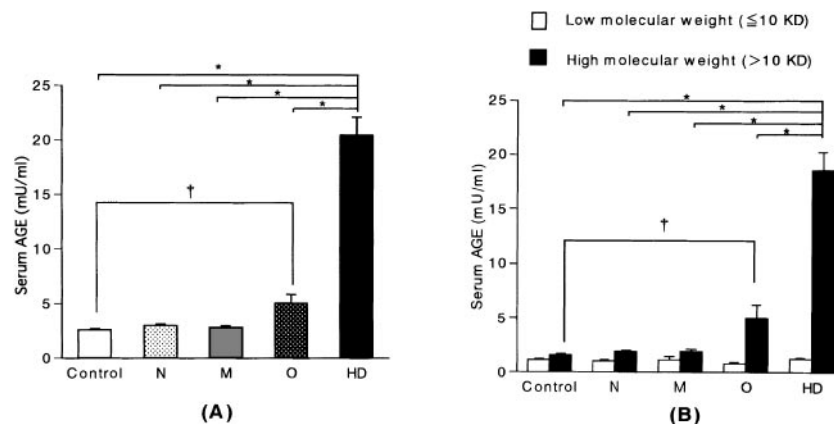 Low molecular weight (≦10 KD)
High molecular weight (>10 KD)
25
20
15
10
5
0
Serum AGE (mU/ml)
*
*
*
*
†
Control N M O HD
(A)
25
20
15
10
5
0
Serum AGE (mU/ml)
*
*
*
*
†
Control N M O HD
(B)